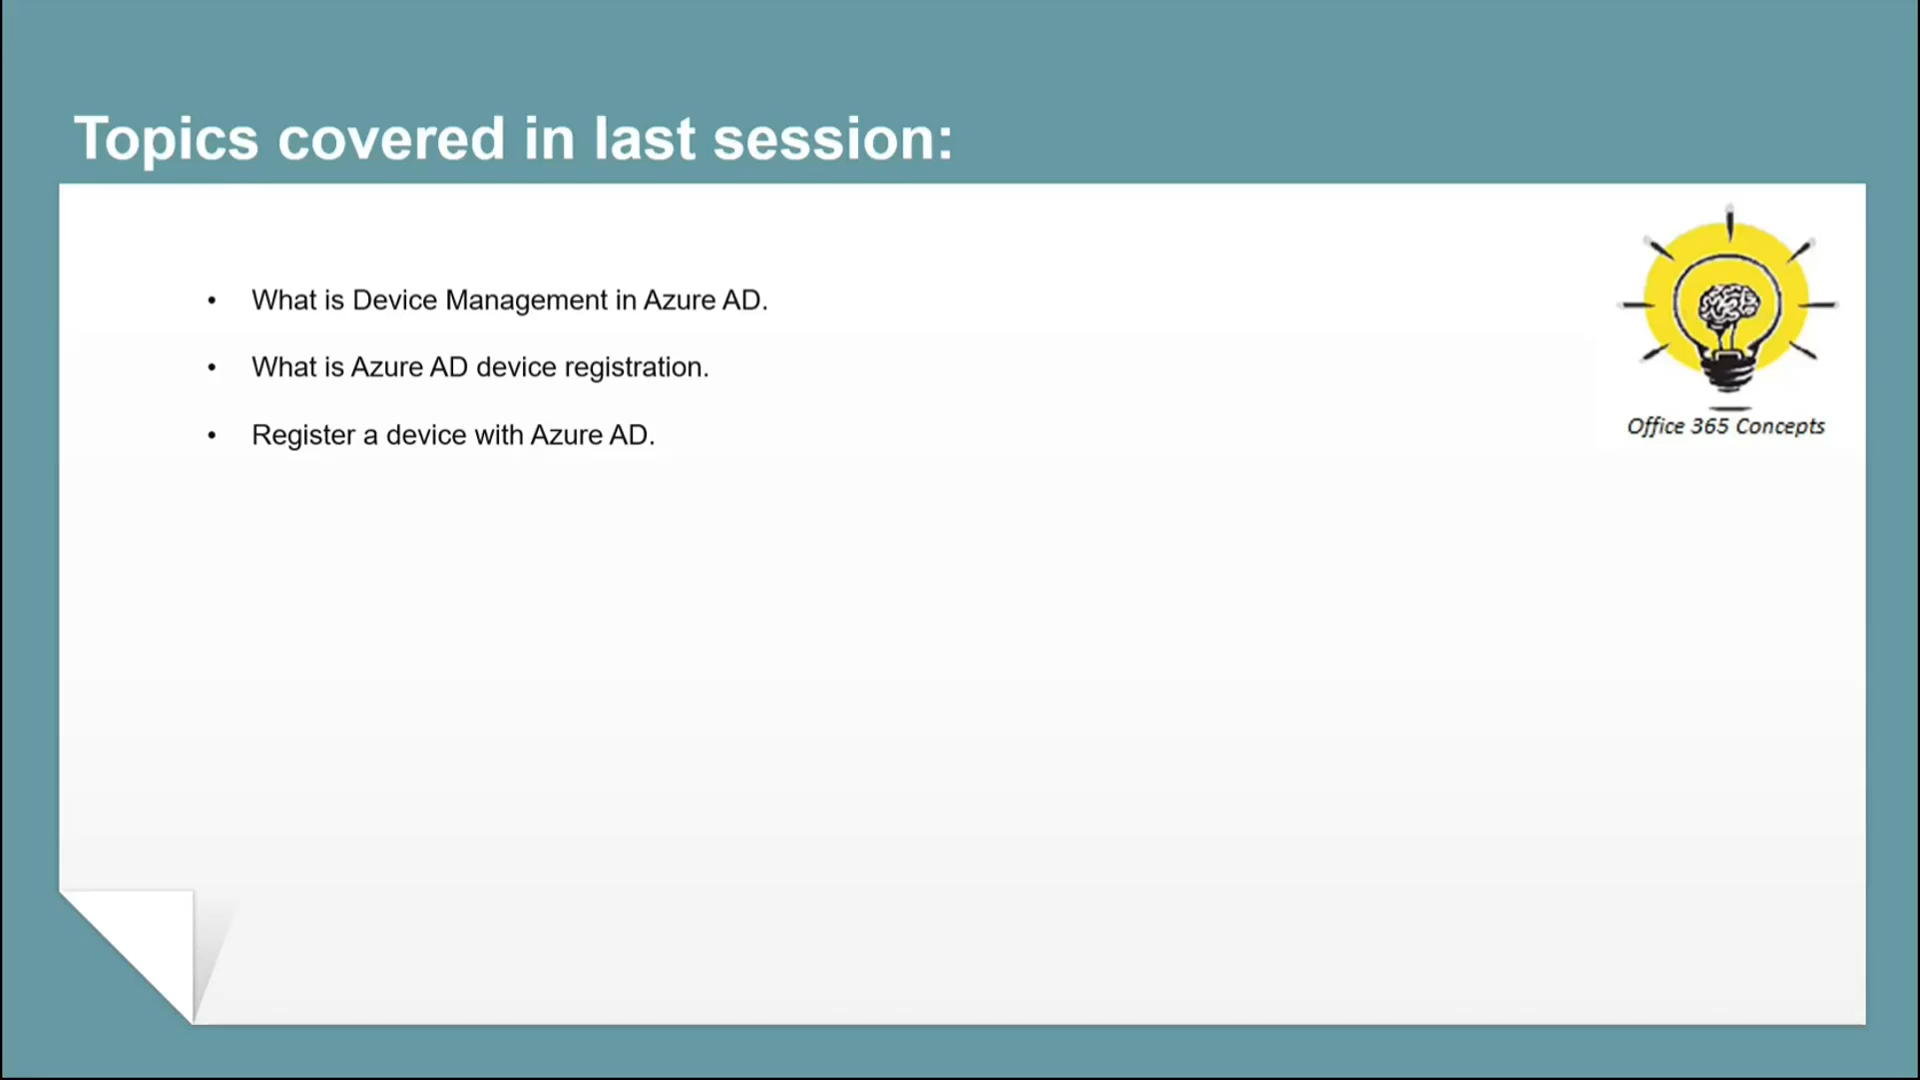 Topics covered in last session:
• What is Device Management in Azure AD.
• What is Azure AD device registration.
• Register a device with Azure AD.
Office 365 Concepts